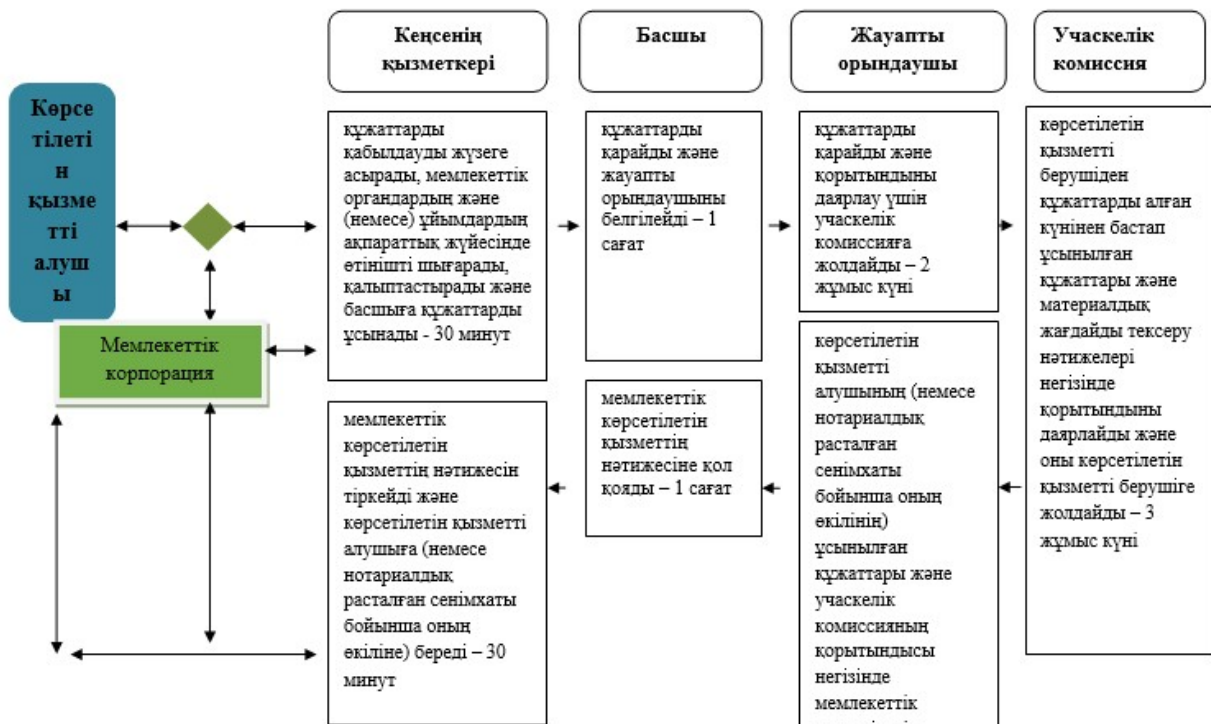 Кеңсенің
қызметкері
Басшы
Жауапты
орындаушы
Учаскелік
комиссия
Көрсе
тілеті
н
қызме
тті
алуш
ы
Мемлекеттік
корпорация
құжаттарды
қабылдауды жүзеге
асырады, мемлекеттік
органдардың және
(немесе) ұйымдардың
ақпараттық жүйесінде
өтінішті шығарады,
қалыптастырады және
басшыға құжаттарды
ұсынады - 30 минут
құжаттарды
қарайды және
жауапты
орындаушыны
белгілейді – 1
сағат
құжаттарды
қарайды және
қорытындыны
даярлау үшін
учаскелік
комиссияға
жолдайды – 2
жұмыс күні
көрсетілетін
қызметті
берушіден
құжаттарды алған
күнінен бастап
ұсынылған
құжаттары және
материалдық
жағдайды тексеру
нәтижелері
негізінде
қорытындыны
даярлайды және
оны көрсетілетін
қызметті берушіге
жолдайды – 3
жұмыс күні
көрсетілетін
қызметті
алушының (немесе
нотариалдық
расталған
сенімхаты
бойынша оның
өкілінің)
ұсынылған
құжаттары және
учаскелік
комиссияның
қорытындысы
негізінде
мемлекеттік
мемлекеттік
көрсетілетін
қызметтің
нәтижесіне қол
қояды – 1 сағат
мемлекеттік
көрсетілетін
қызметтің нәтижесін
тіркейді және
көрсетілетін қызметті
алушыға (немесе
нотариалдық
расталған сенімхаты
бойынша оның
өкіліне) береді – 30
минут